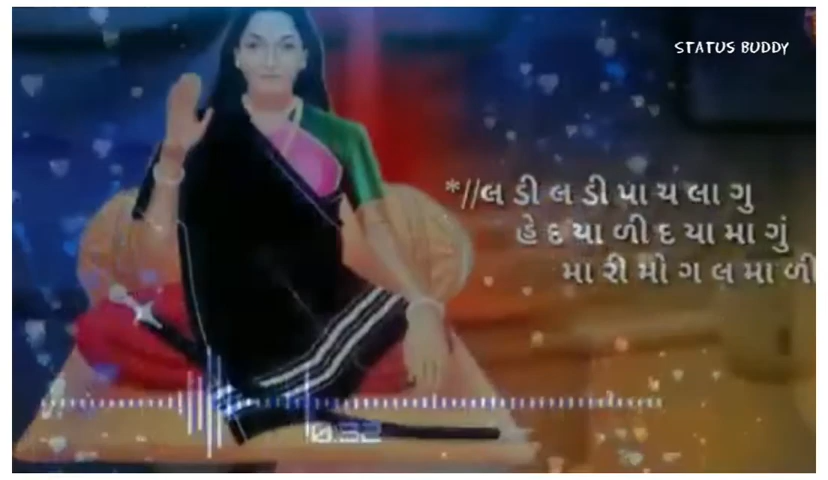 STATUS BUDDY
*//લ ડી લ ડી પા ય લા ગુ
હે દ યા ળી દ યા મા ગું
મા રી મો ગ લ મા ળી
0:32